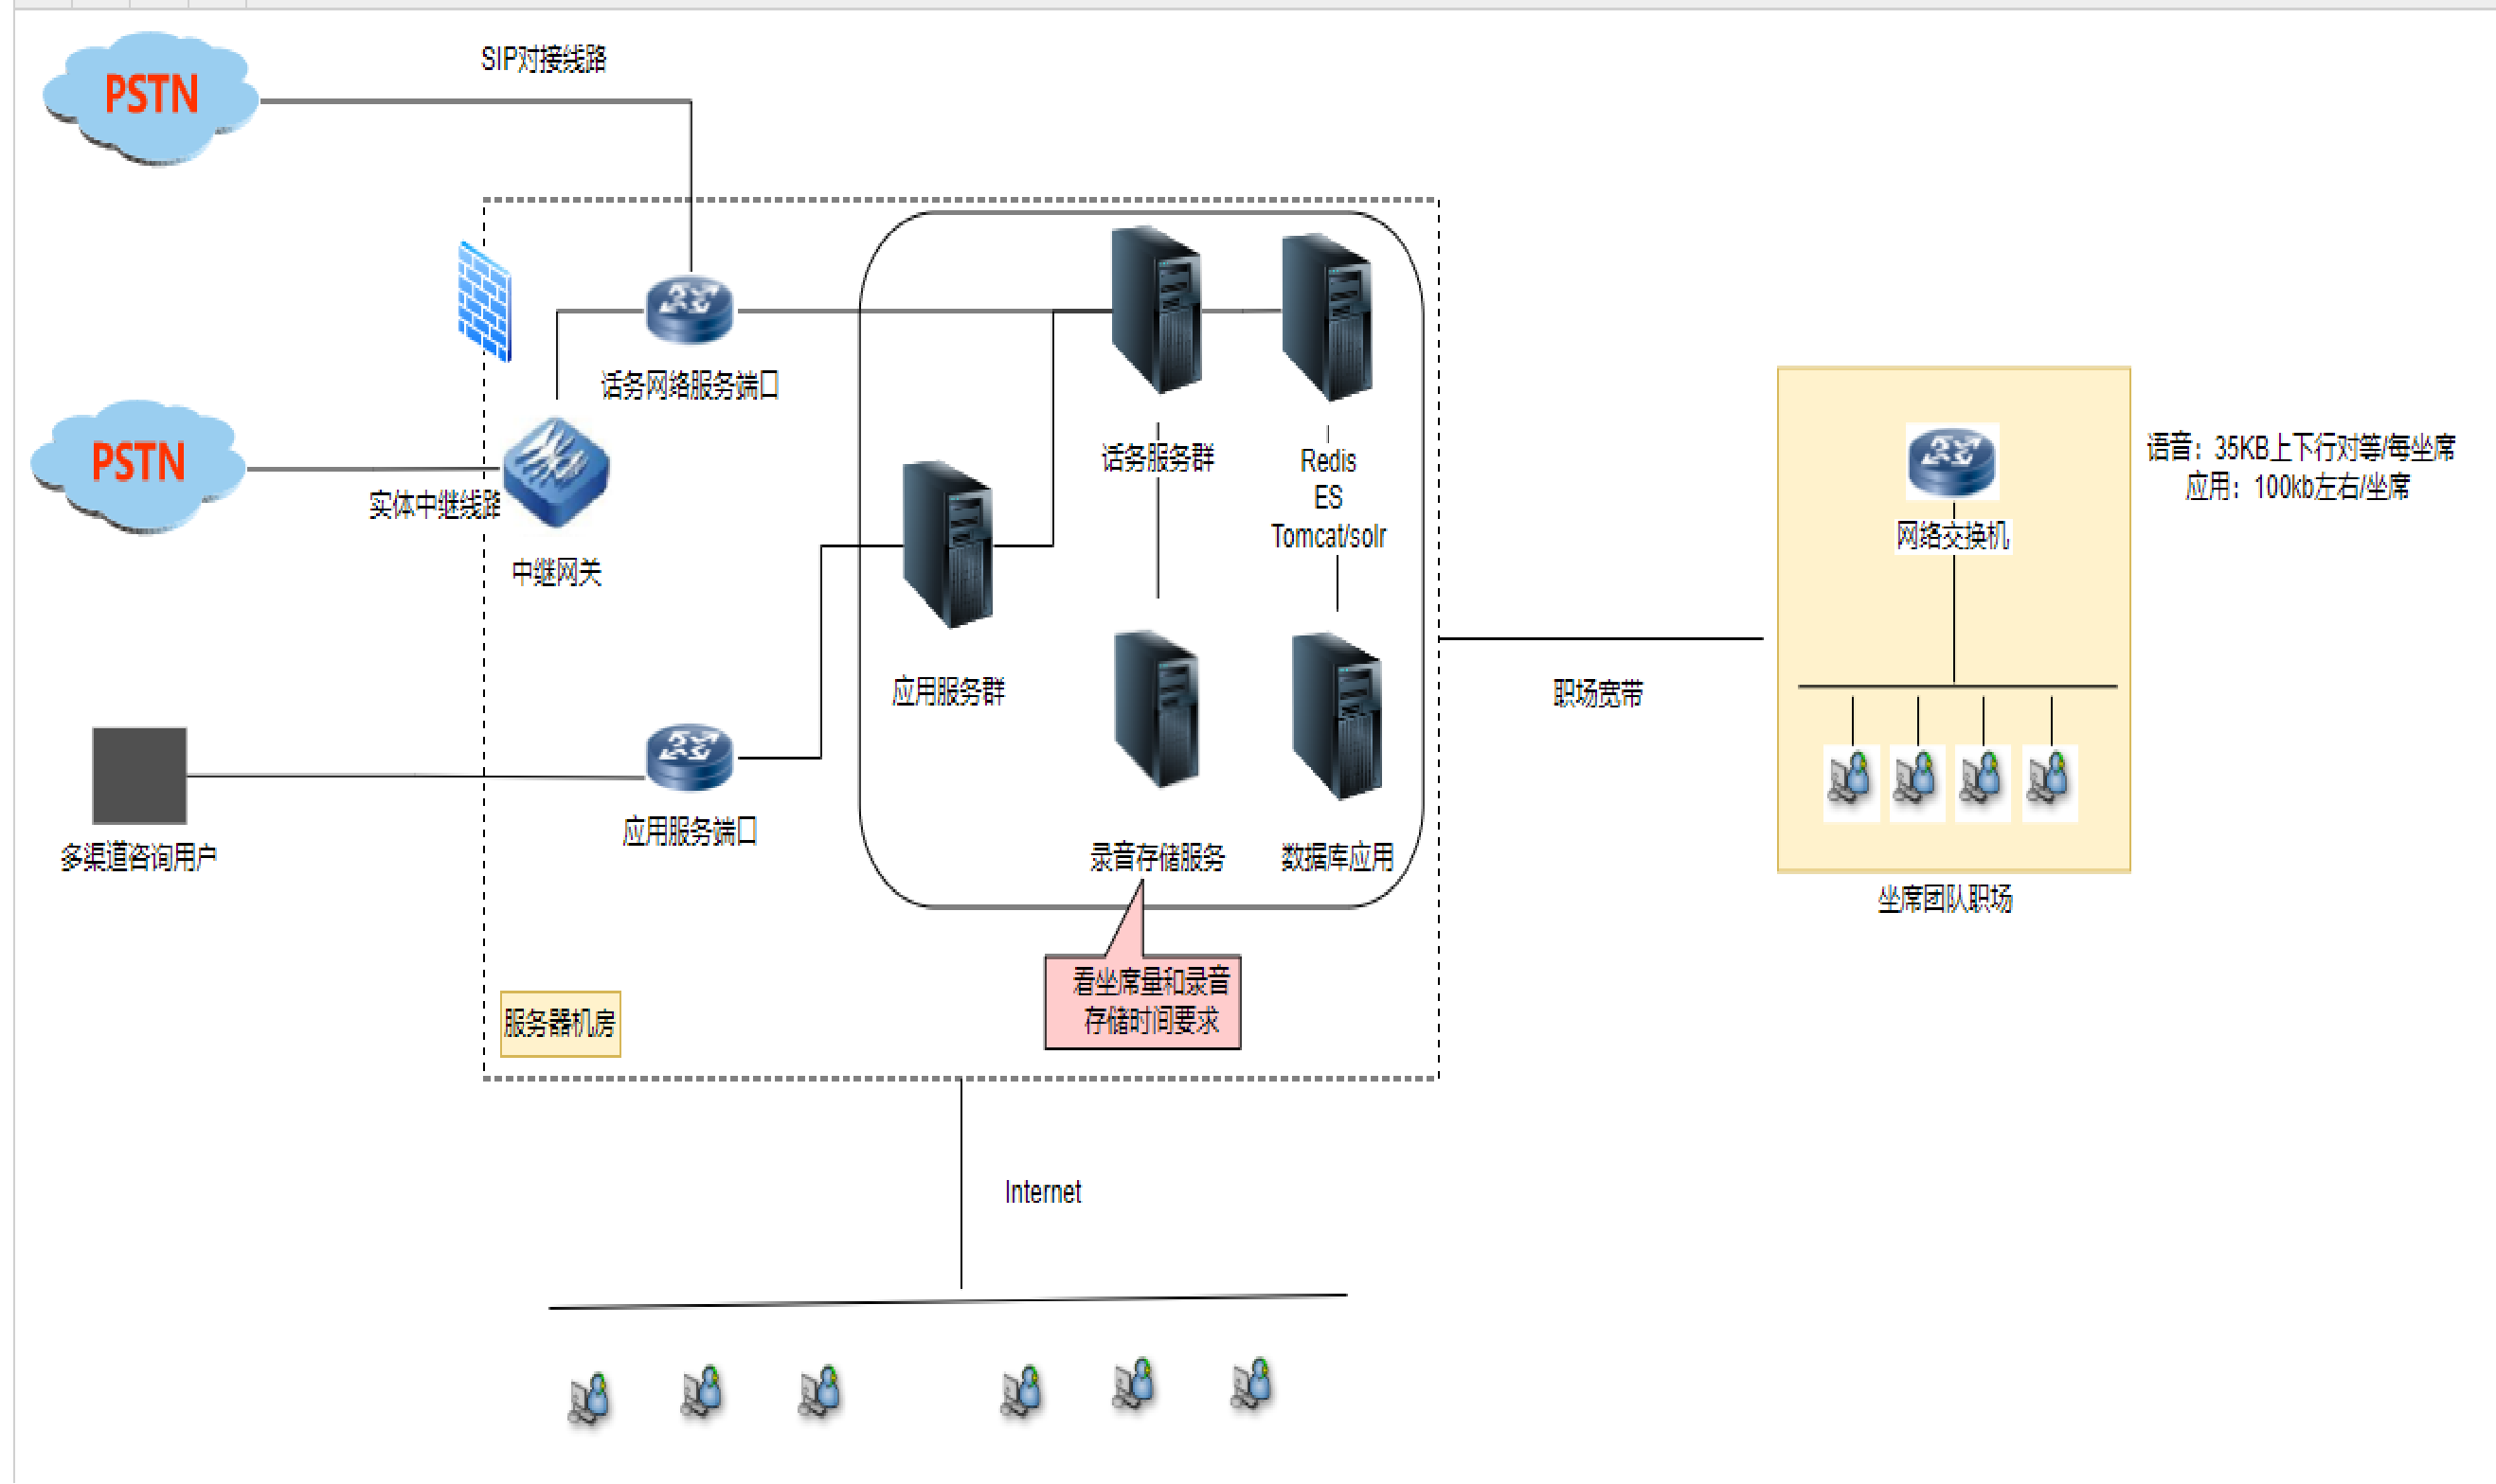 PSTN
SIP对接线路
话务网络服务端口
PSTN
实体中继线路
中继网关
话务服务群
Redis
ES
Tomcat/solr
应用服务群
多渠道咨询用户
应用服务端口
录音存储服务
数据库应用
看坐席量和录音
存储时间要求
服务器机房
职场宽带
网络交换机
语音：35KB上下行对等/每坐席
应用：100kb左右/坐席
坐席团队职场
Internet